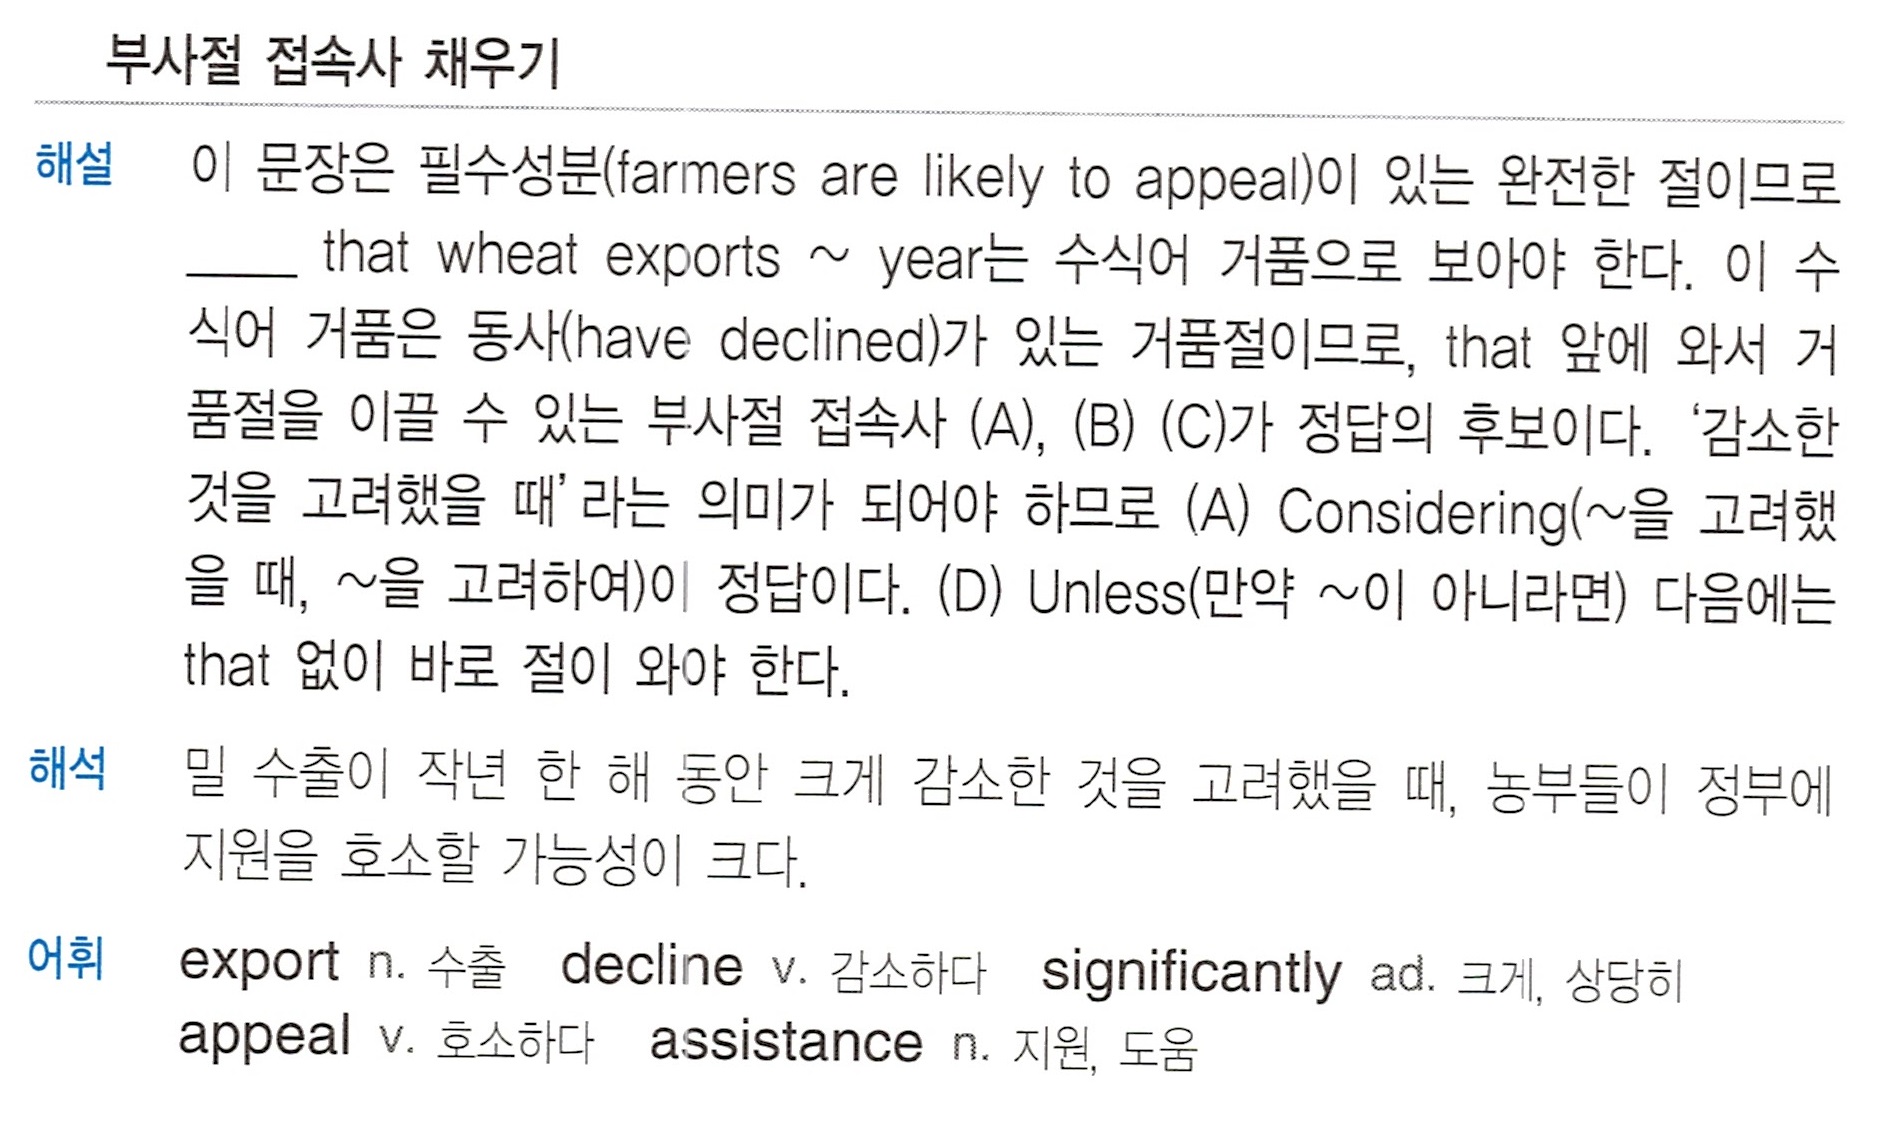 부사절 접속사 채우기
해설 이 문장은 필수성분(farmers are likely to appeal)이 있는 완전한 절이므로
____ that wheat exports ~ year는 수식어 거품으로 보아야 한다. 이 수
식어 거품은 동사(have declined)가 있는 거품절이므로, that 앞에 와서 거
품절을 이끌 수 있는 부사절 접속사 (A), (B) (C)가 정답의 후보이다. ‘감소한
것을 고려했을 때’라는 의미가 되어야 하므로 (A) Considering(~을 고려했
을 때, ~을 고려하여)이 정답이다. (D) Unless(만약 ~이 아니라면) 다음에는
that 없이 바로 절이 와야 한다.
해석 밀 수출이 작년 한 해 동안 크게 감소한 것을 고려했을 때, 농부들이 정부에
지원을 호소할 가능성이 크다.
어휘 export n. 수출 decline v. 감소하다 significantly ad. 크게, 상당히
appeal v. 호소하다 assistance n. 지원, 도움